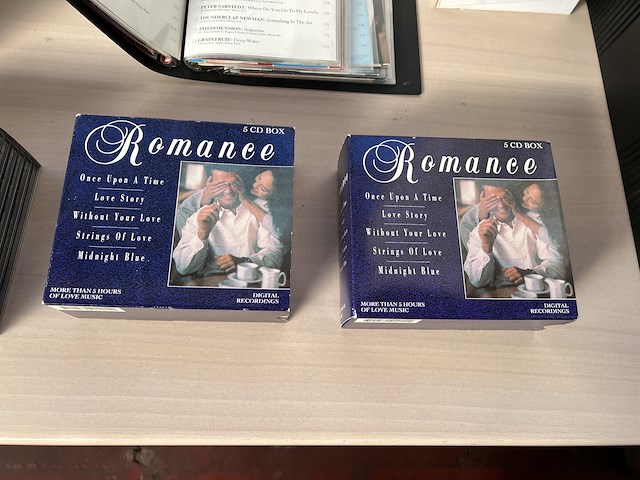 PETER SARSTEDT: Where Do You Go To My Lovely
THUNDERCLAP NEWMAN: Something In The Air
5TH DIMENSION: Aquarius
GRAPEFRUIT: Deep Water
5 CD BOX
Romance
Once Upon A Time
Love Story
Without Your Love
Strings Of Love
Midnight Blue
MORE THAN 5 HOURS
OF LOVE MUSIC
DIGITAL
RECORDINGS
5 CD BOX
Romance
Once Upon A Time
Love Story
Without Your Love
Strings Of Love
Midnight Blue
MORE THAN 5 HOURS
OF LOVE MUSIC
DIGITAL
RECORDINGS